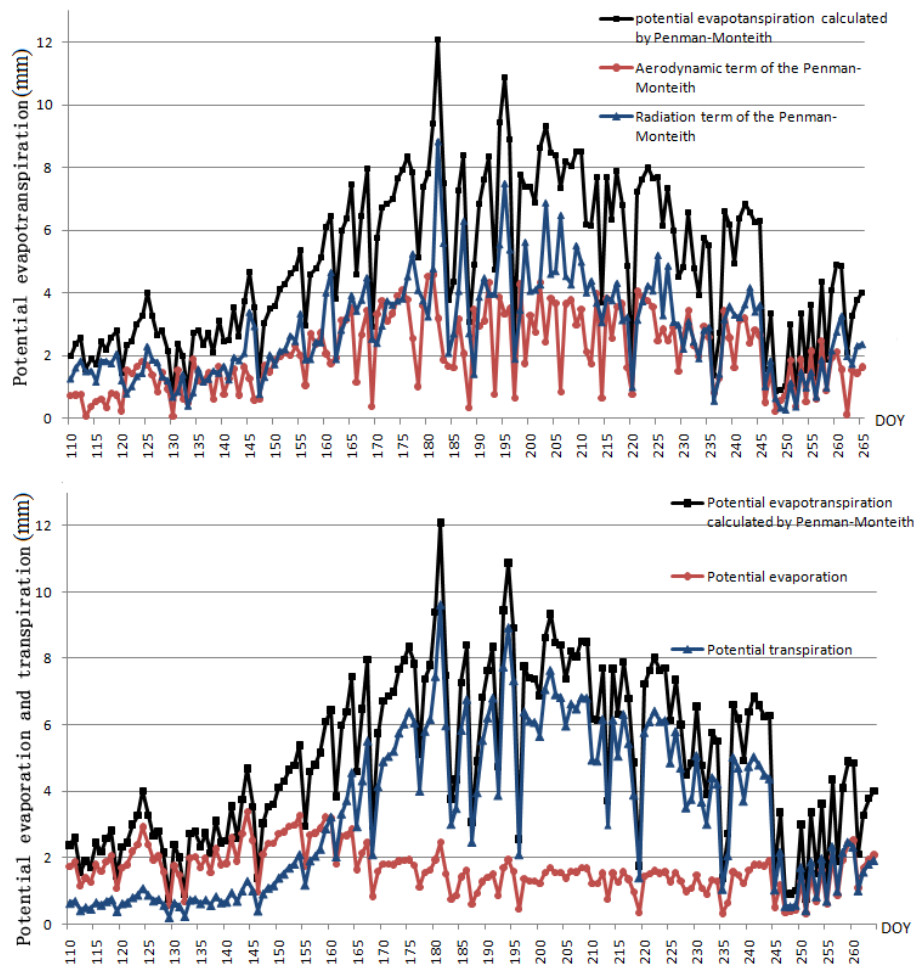 Potential evapotranspiration(mm)
12
10
8
6
4
2
0
potential evapotanspiration calculated
by Penman-Monteith
Aerodynamic term of the Penman-
Monteith
Radiation term of the Penman-
Monteith
DOY
110 115 120 125 130 135 140 145 150 155 160 165 170 175 180 185 190 195 200 205 210 215 220 225 230 235 240 245 250 255 260 265
Potential evaporation and transpiration(mm)
12
10
8
6
4
2
0
Potential evapotranspiration
calculated by Penman-Monteith
Potential evaporation
Potential transpiration
DOY
110 115 120 125 130 135 140 145 150 155 160 165 170 175 180 185 190 195 200 205 210 215 220 225 230 235 240 245 250 255 260